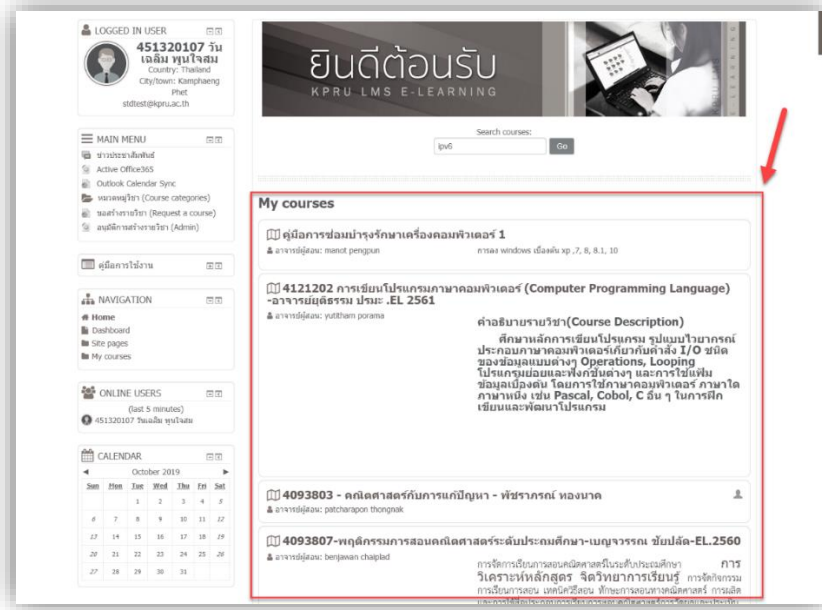 LOGGED IN USER
451320107 วัน
เฉลิม พูนใจสม
Country: Thailand
City/town: Kamphaeng
Phet
stdtest@kpru.ac.th
MAIN MENU
ข่าวประชาสัมพันธ์
Active Office365
Outlook Calendar Sync
หมวดหมู่วิชา (Course categories)
ขอสร้างรายวิชา (Request a course)
อนุมัติการสร้างรายวิชา (Admin)
คู่มือการใช้งาน
NAVIGATION
Home
Dashboard
Site pages
My courses
ONLINE USERS
(last 5 minutes)
451320107 วันเฉลิม พูนใจสม
CALENDAR
October 2019
Sun Mon Tue Wed Thu Fri Sat
1 2 3 4 5
6 7 8 9 10 11 12
13 14 15 16 17 18 19
20 21 22 23 24 25 26
27 28 29 30 31
ยินดีต้อนรับ
KPRU LMS E-LEARNING
E-LEARNING
Search courses:
ipv6 Go
My courses
คู่มือการซ่อมบำรุงรักษาเครื่องคอมพิวเตอร์ 1
อาจารย์ผู้สอน: manot pengpun
การลง windows เบื้องต้น xp ,7, 8, 8.1, 10
4121202 การเขียนโปรแกรมภาษาคอมพิวเตอร์ (Computer Programming Language)
-อาจารย์ยุติธรรม ปรมะ .EL 2561
อาจารย์ผู้สอน: yutitham porama
คำอธิบายรายวิชา(Course Description)
ศึกษาหลักการเขียนโปรแกรม รูปแบบไวยากรณ์
ประกอบภาษาคอมพิวเตอร์เกี่ยวกับคำสั่ง I/O ชนิด
ของข้อมูลแบบต่างๆ Operations, Looping
โปรแกรมย่อยและฟังก์ชั่นต่างๆ และการใช้แฟ้ม
ข้อมูลเบื้องต้น โดยการใช้ภาษาคอมพิวเตอร์ ภาษาใด
ภาษาหนึ่ง เช่น Pascal, Cobol, C อื่น ๆ ในการฝึก
เขียนและพัฒนาโปรแกรม
4093803 - คณิตศาสตร์กับการแก้ปัญหา - พัชราภรณ์ ทองนาค
อาจารย์ผู้สอน: patcharapon thongnak
4093807-พฤติกรรมการสอนคณิตศาสตร์ระดับประถมศึกษา-เบญจวรรณ ชัยปลัด-EL.2560
อาจารย์ผู้สอน: benjawan chaiplad
การจัดการเรียนการสอนคณิตศาสตร์ในระดับประถมศึกษา การ
วิเคราะห์หลักสูตร จิตวิทยาการเรียนรู้ การจัดกิจกรรม
การเรียนการสอน เทคนิควิธีสอน ทักษะการสอนทางคณิตศาสตร์ การผลิต